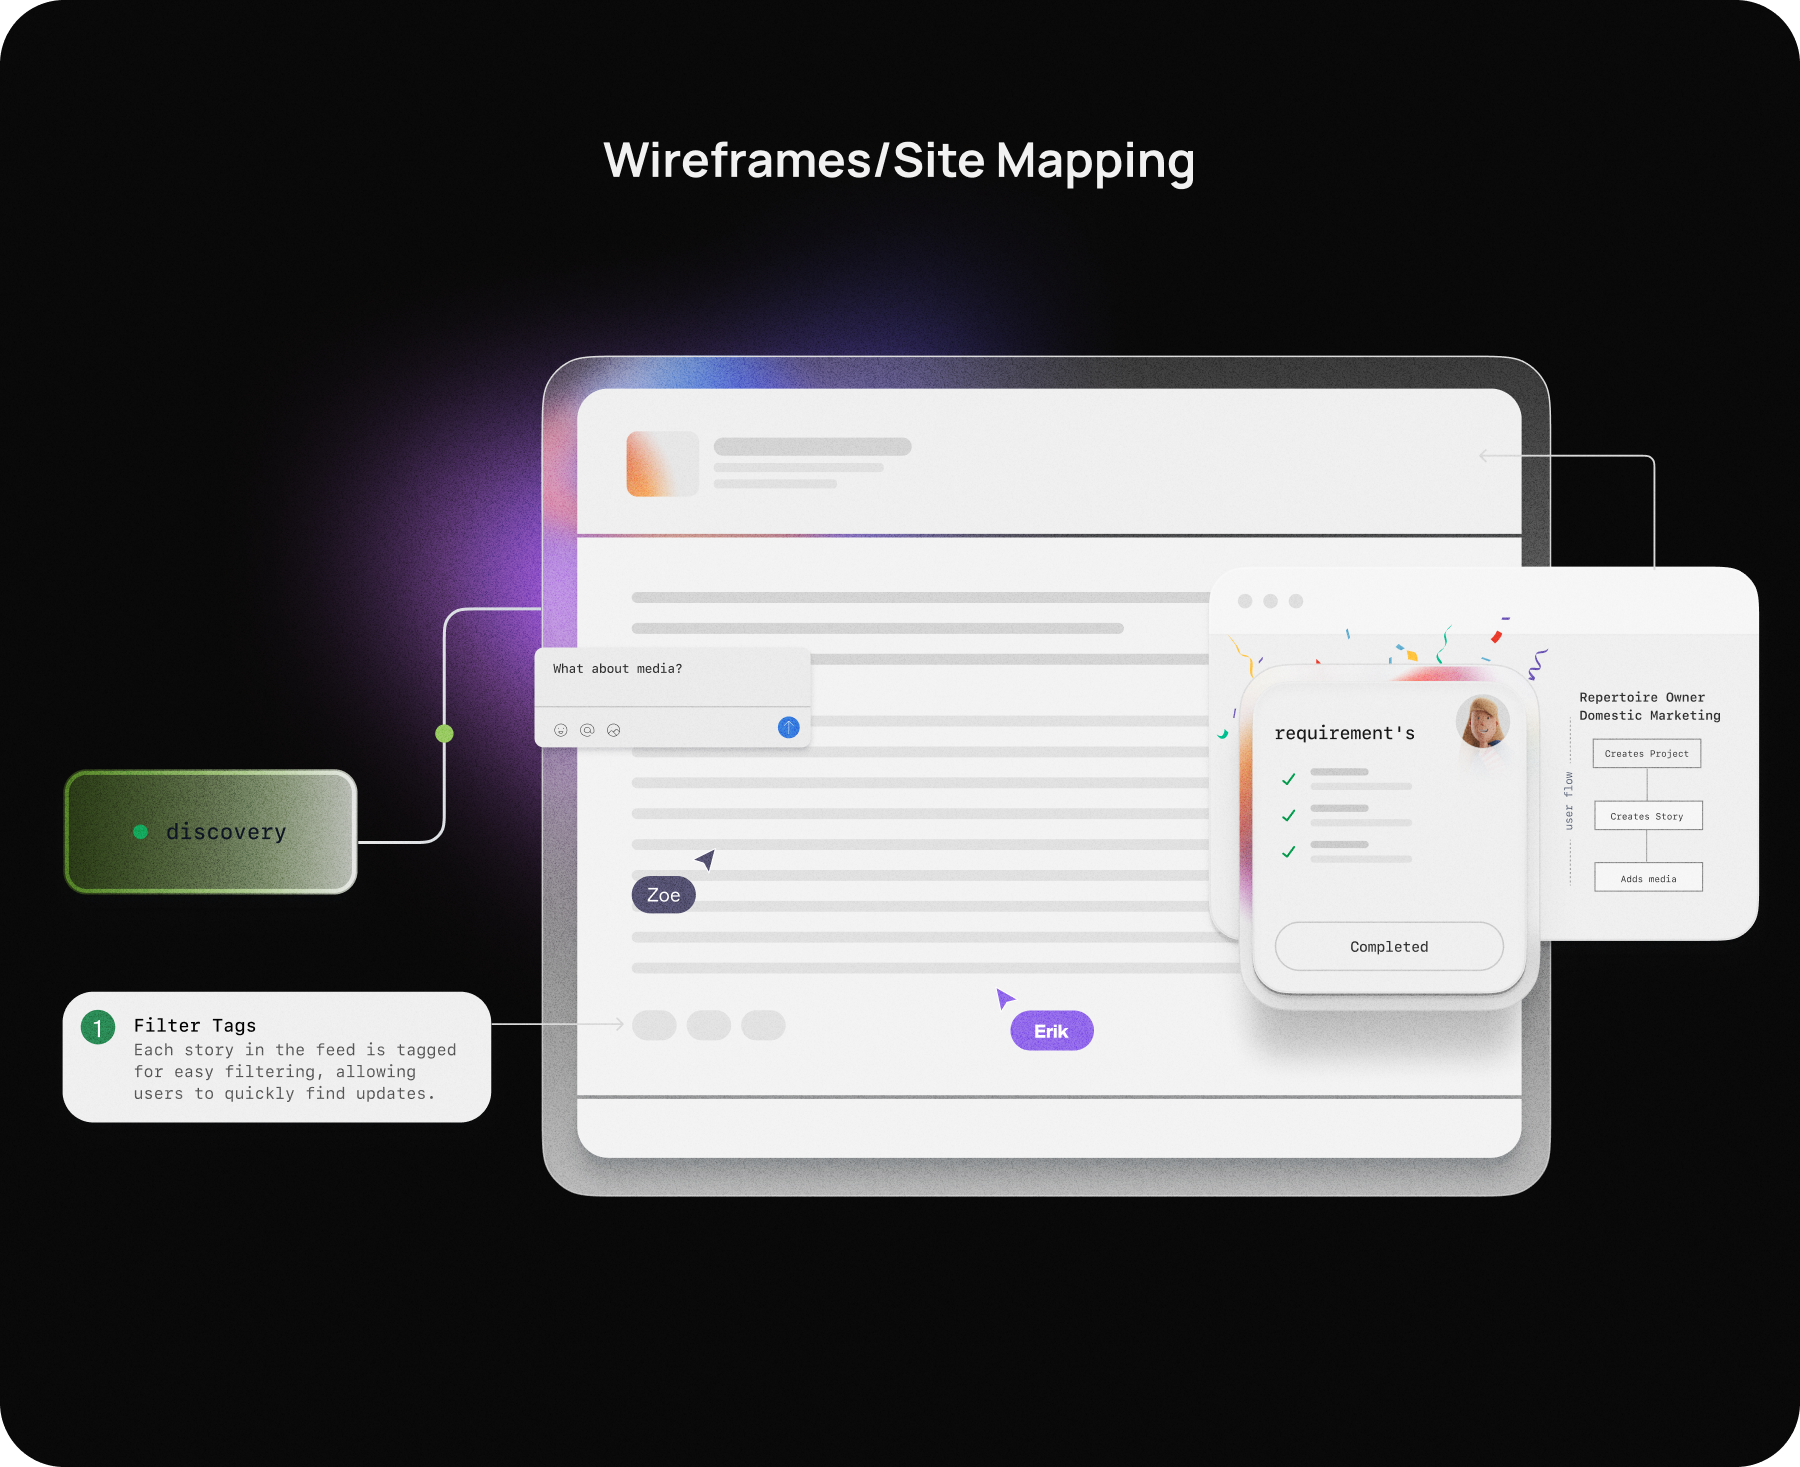 Wireframes/Site Mapping
What about media?
discovery
Zoe
Erik
1
Filter Tags
Each story in the feed is tagged
for easy filtering, allowing
users to quickly find updates.
requirement's
Completed
user flow
Repertoire Owner
Domestic Marketing
Creates Project
Creates Story
Adds media